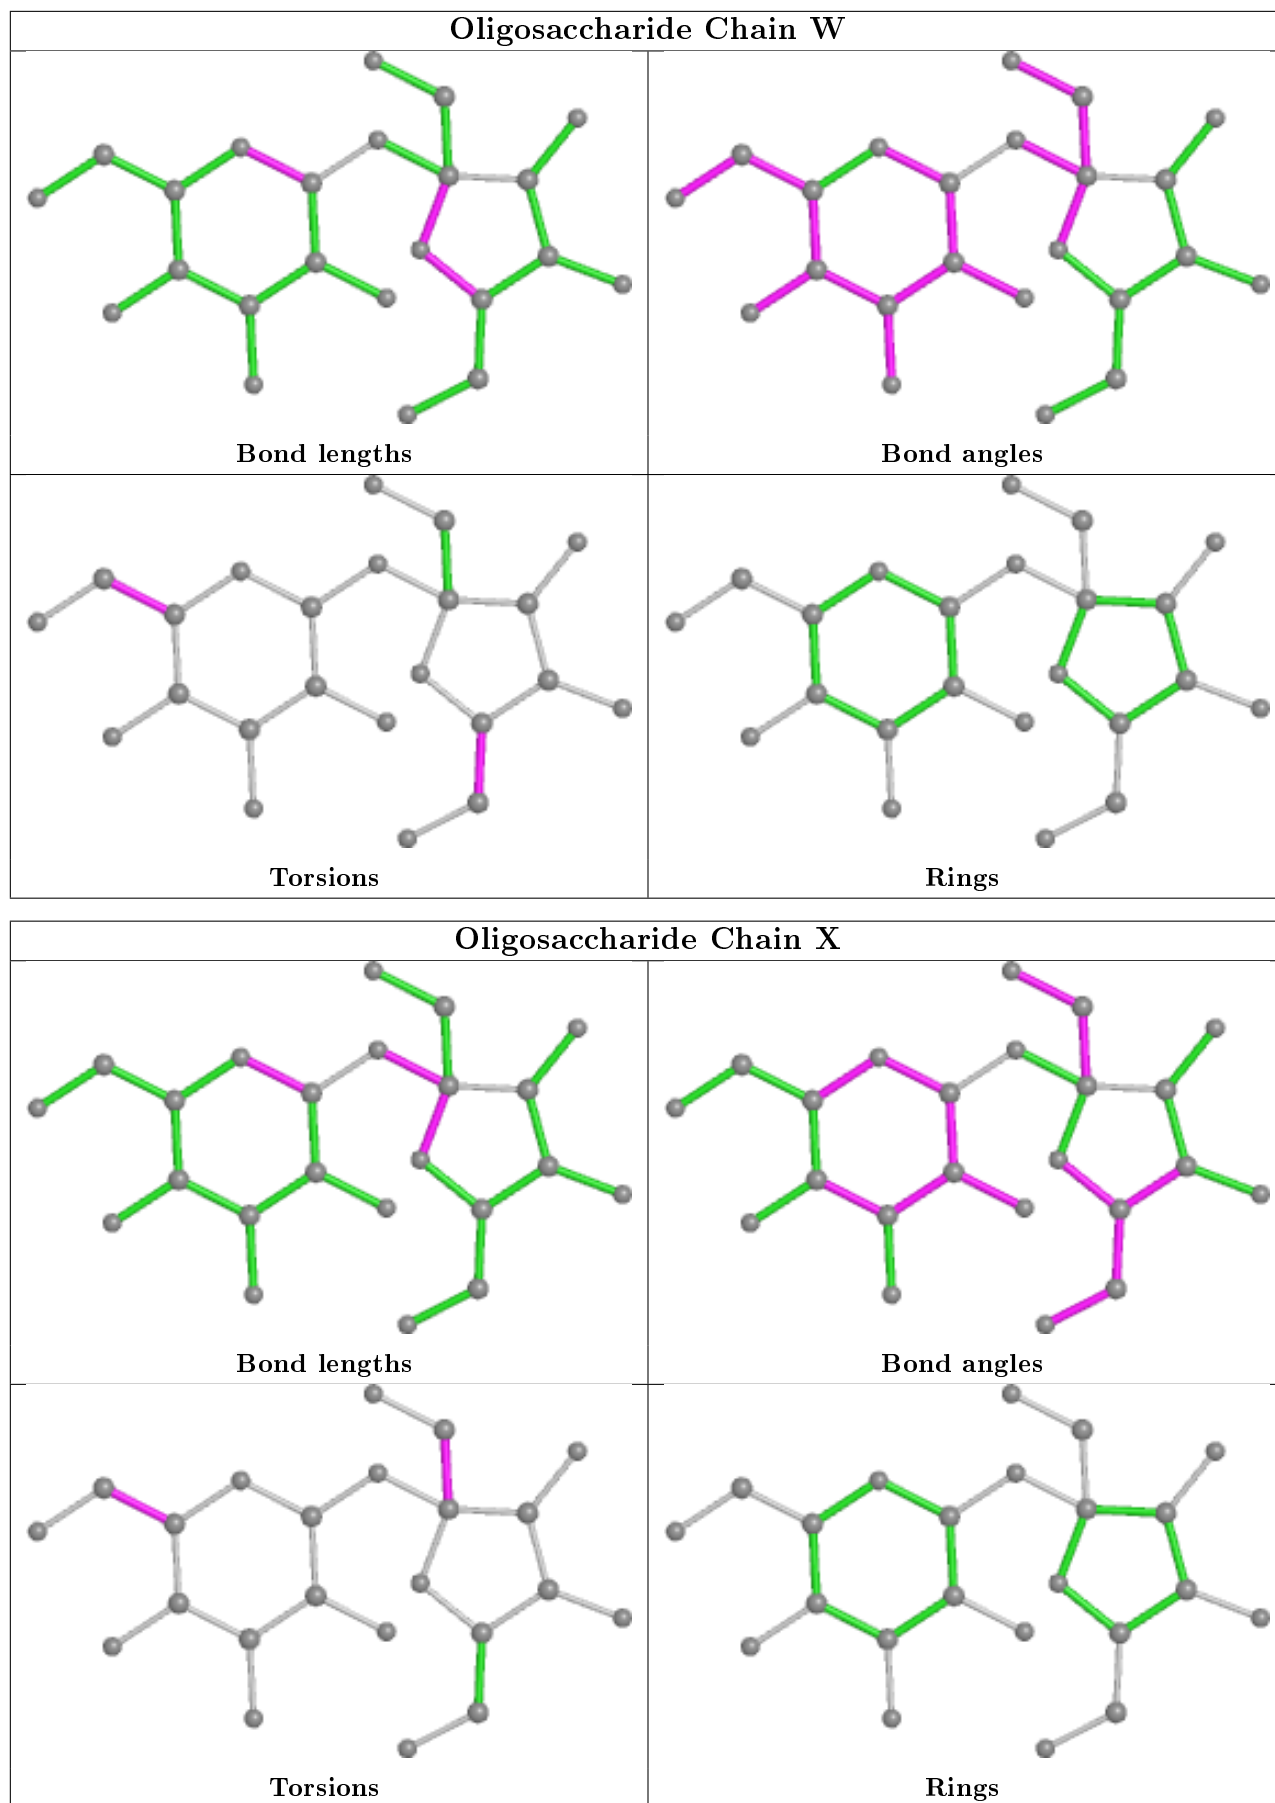 Oligosaccharide Chain W
Bond lengths
Bond angles
Torsions
Rings
Oligosaccharide Chain X
Bond lengths
Bond angles
Torsions
Rings